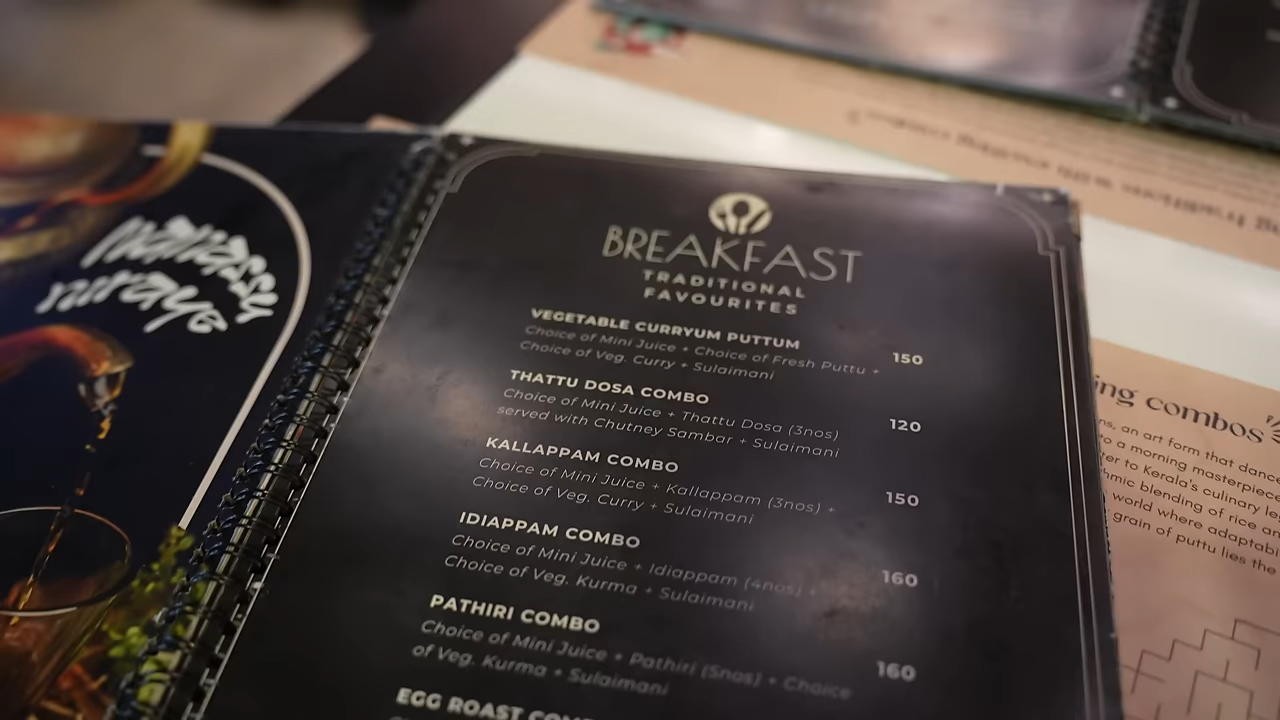 BREAKFAST
TRADITIONAL
FAVOURITES
VEGETABLE CURRYUM PUTTUM
Choice of Mini Juice + Choice of Fresh Puttu +
Choice of Veg. Curry + Sulaimani
150
THATTU DOSA COMBO
Choice of Mini Juice + Thattu Dosa (3nos)
served with Chutney Sambar + Sulaimani
120
KALLAPPAM COMBO
Choice of Mini Juice + Kallappam (3nos) +
Choice of Veg. Curry + Sulaimani
150
IDIAPPAM COMBO
Choice of Mini Juice + Idiappam (4nos) +
Choice of Veg. Kurma + Sulaimani
160
PATHIRI COMBO
Choice of Mini Juice + Pathiri (5nos) + Choice
of Veg. Kurma + Sulaimani
160
EGG ROAST
ing combos
ns, an art form that dance
to a morning masterpiece
er to Kerala's culinary le
hmic blending of rice an
world where adaptabi
grain of puttu lies the